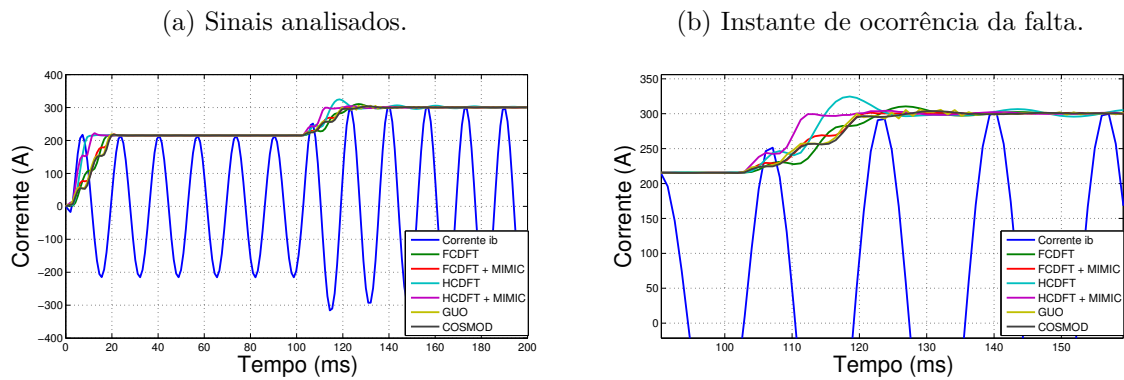 (a) Sinais analisados.
(b) Instante de ocorrência da falta.
400
300
200
100
0
−100
−200
−300
−400
Corrente (A)
0
20
40
60
80
100
120
140
160
180
200
Tempo (ms)
Corrente ib
FCDFT
FCDFT + MIMIC
HCDFT
HCDFT + MIMIC
GUO
COSMOD
350
300
250
200
150
100
50
0
Corrente (A)
100
110
120
130
140
150
Tempo (ms)
Corrente ib
FCDFT
FCDFT + MIMIC
HCDFT
HCDFT + MIMIC
GUO
COSMOD